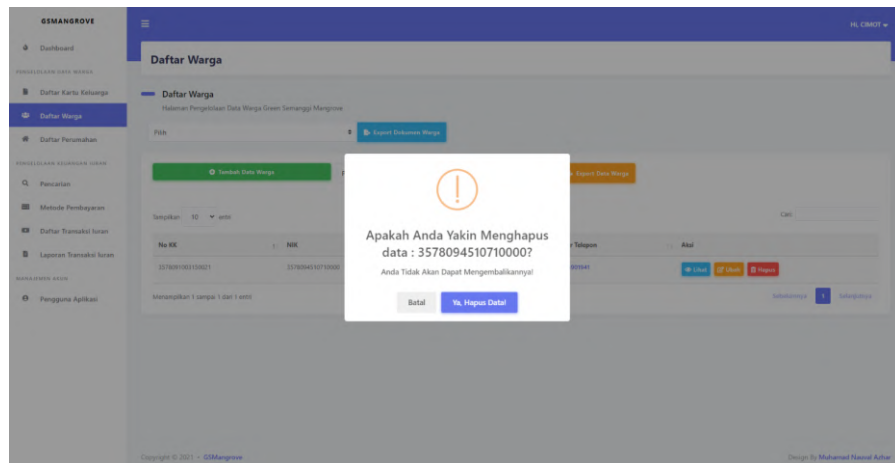 GSMANGROVE
HI, CIMOT
Dashboard
Daftar Warga
PENGELOLAAN DATA WARGA
Daftar Kartu Keluarga
Daftar Warga
Daftar Perumahan
PENGELOLAAN KEUANGAN IURAN
Pencarian
Metode Pembayaran
Daftar Transaksi Iuran
Laporan Transaksi Iuran
MANAJEMEN AKUN
Pengguna Aplikasi
Daftar Warga
Halaman Pengelolaan Data Warga Green Semanggi Mangrove
Pilih
Export Dokumen Warga
Tambah Data Warga
Export Data Warga
Tampilkan 10 entri
Cari:
No KK NIK Telepon Aksi
3578094510710000
Lihat Ubah Hapus
Menampilkan 1 sampai 1 dari 1 entri
Sebelumnya 1 Selanjutnya
Apakah Anda Yakin Menghapus
data : 3578094510710000?
Anda Tidak Akan Dapat Mengembalikannya!
Batal Ya, Hapus Data!
Copyright © 2021 GSMangrove
Design By Muhamad Naufal Azhar